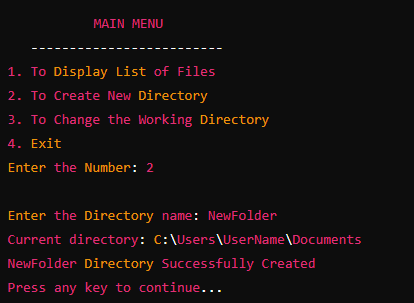 MAIN MENU
-------------------------
1. To Display List of Files
2. To Create New Directory
3. To Change the Working Directory
4. Exit
Enter the Number: 2
Enter the Directory name: NewFolder
Current directory: C:\Users\UserName\Documents
NewFolder Directory Successfully Created
Press any key to continue...